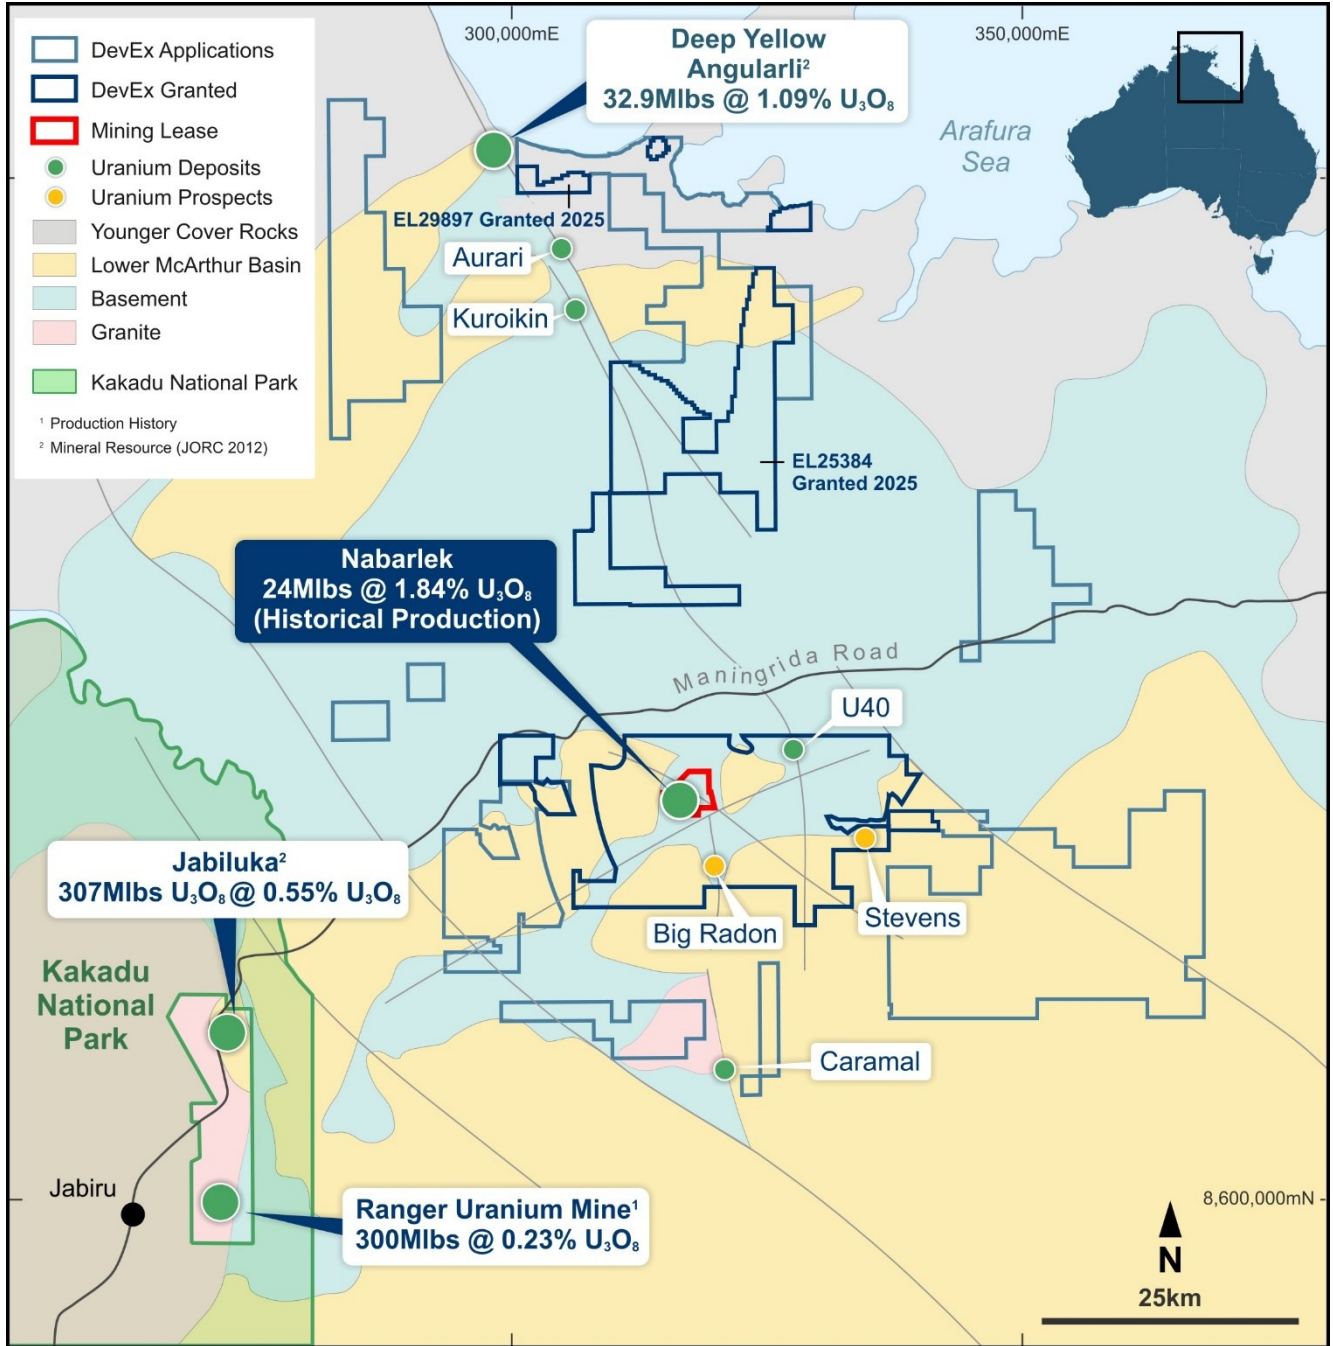 DevEx Applications
DevEx Granted
Mining Lease
Uranium Deposits
Uranium Prospects
Younger Cover Rocks
Lower McArthur Basin
Basement
Granite
Kakadu National Park
¹ Production History
² Mineral Resource (JORC 2012)
300,000mE
350,000mE
Deep Yellow
Angularli²
32.9Mlbs @ 1.09% U₃O₈
Arafura
Sea
EL29897 Granted 2025
Aurari
Kuroikin
EL25384
Granted 2025
Nabarlek
24Mlbs @ 1.84% U₃O₈
(Historical Production)
Maningrida Road
U40
Jabiluka²
307Mlbs U₃O₈ @ 0.55% U₃O₈
Big Radon
Stevens
Kakadu
National
Park
Caramal
Jabiru
Ranger Uranium Mine¹
300Mlbs @ 0.23% U₃O₈
8,600,000mN
N
25km